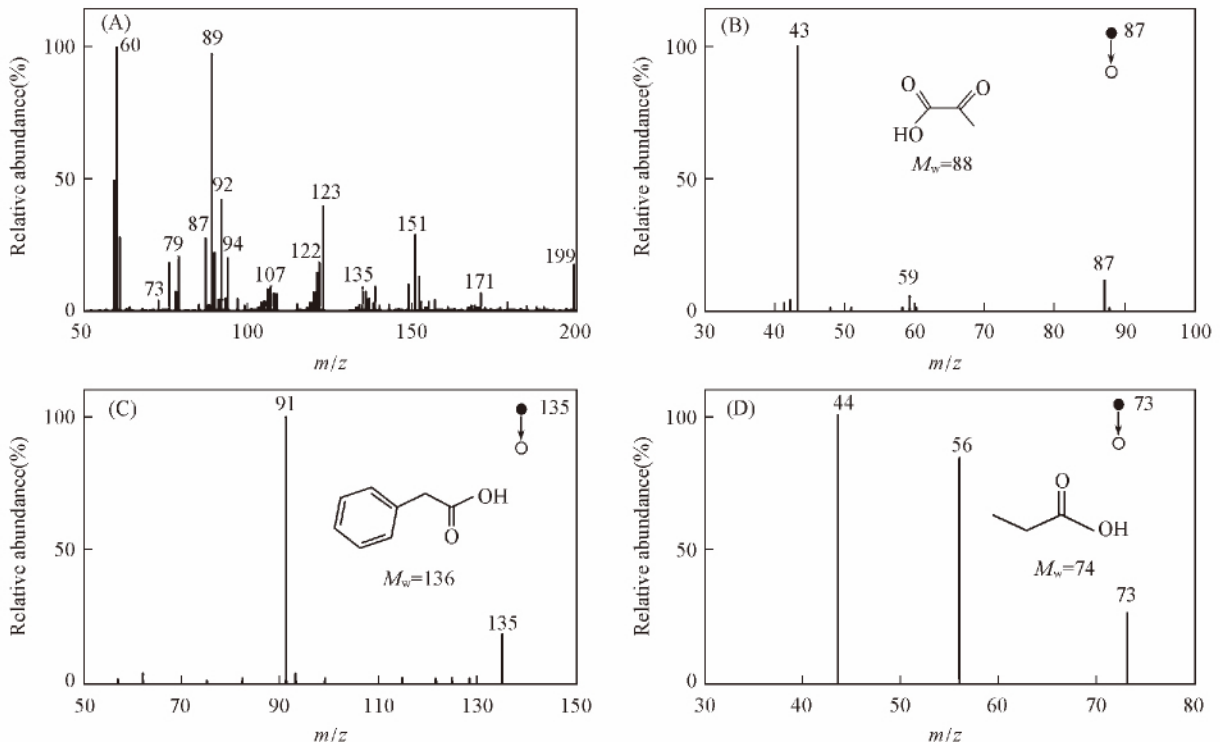 (A)
Relative abundance(%)
100
50
0
60
89
92
87
79
94
73
107
122
123
135
151
171
199
50
100
150
200
m/z
(B)
Relative abundance(%)
100
50
0
43
87
O
O
HO
Mw=88
59
87
30
40
50
60
70
80
90
100
m/z
(C)
Relative abundance(%)
100
50
0
91
135
OH
O
Mw=136
135
50
70
90
110
130
150
m/z
(D)
Relative abundance(%)
100
50
0
44
56
73
O
OH
Mw=74
73
30
40
50
60
70
80
m/z